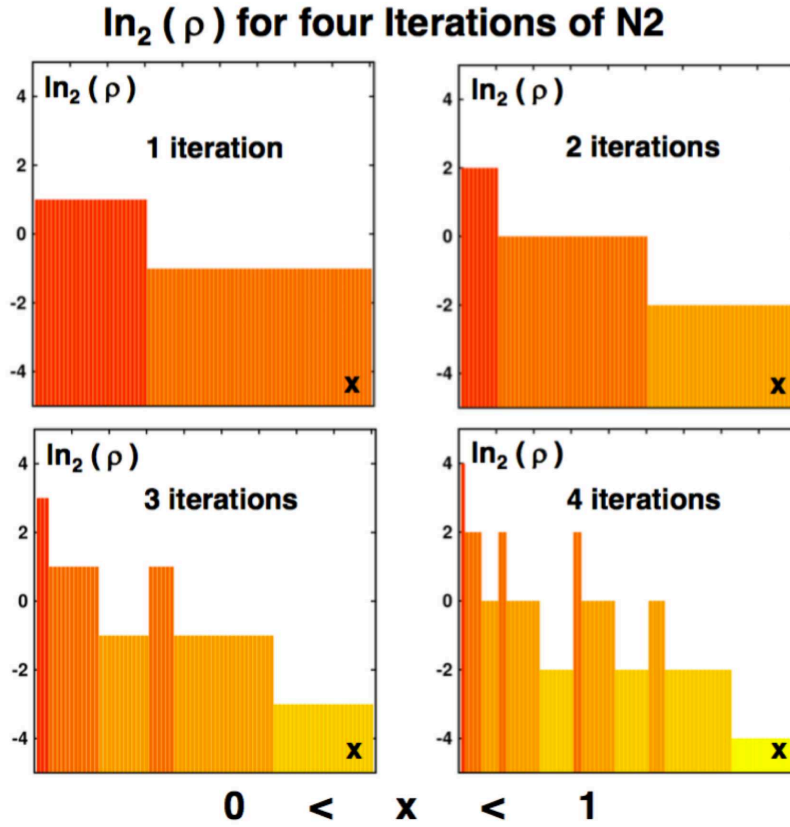 ln₂ ( ρ ) for four Iterations of N2
4
2
0
-2
-4
ln₂ ( ρ )
1 iteration
x
4
2
0
-2
-4
ln₂ ( ρ )
2 iterations
x
4
2
0
-2
-4
ln₂ ( ρ )
3 iterations
x
4
2
0
-2
-4
ln₂ ( ρ )
4 iterations
x
0 < x < 1